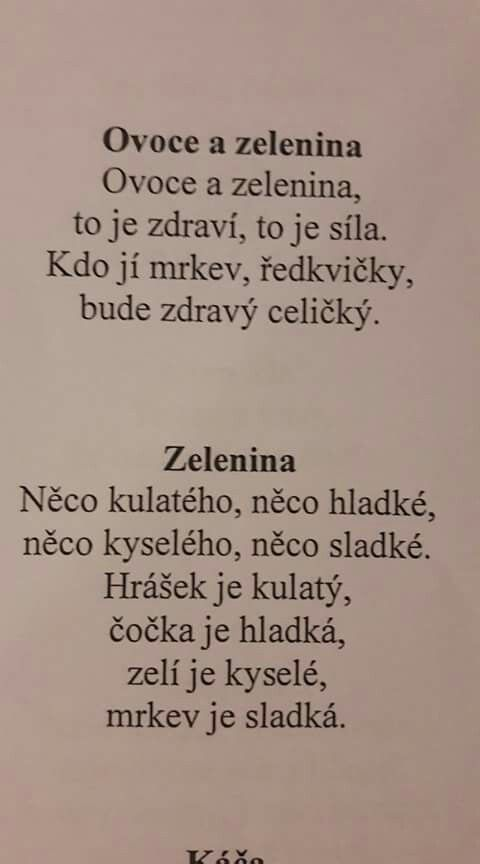 Ovoce a zelenina
Ovoce a zelenina,
to je zdraví, to je síla.
Kdo jí mrkev, ředkvičky,
bude zdravý celičký.
Zelenina
Něco kulatého, něco hladké,
něco kyselého, něco sladké.
Hrášek je kulatý,
čočka je hladká,
zelí je kyselé,
mrkev je sladká.
Káča